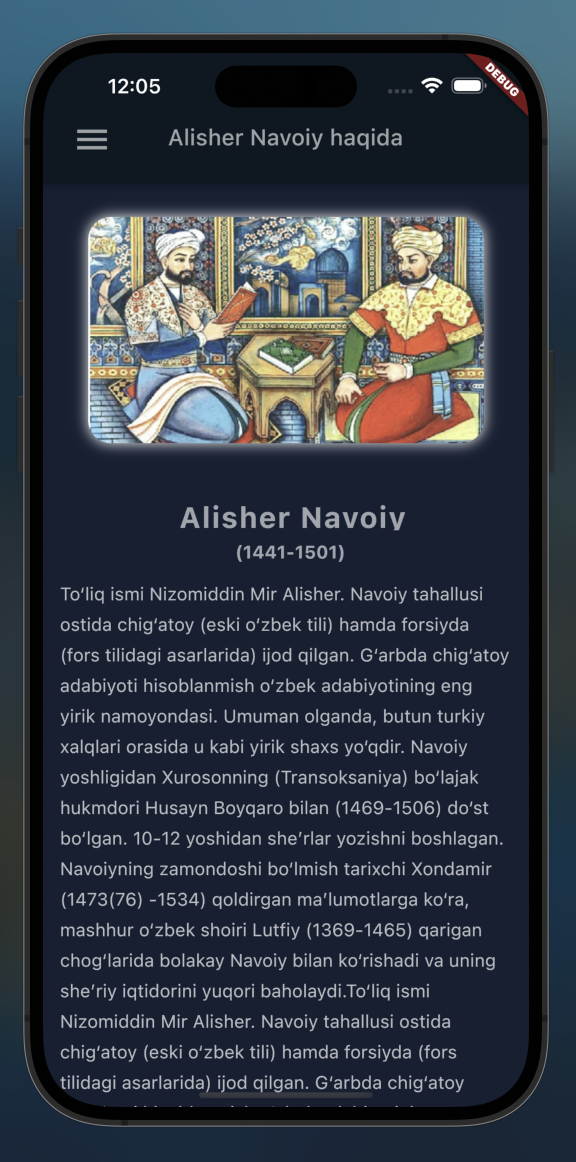 12:05
DEBUG
Alisher Navoiy haqida
Alisher Navoiy
(1441-1501)
Toʻliq ismi Nizomiddin Mir Alisher. Navoiy tahallusi
ostida chigʻatoy (eski oʻzbek tili) hamda forsiyda
(fors tilidagi asarlarida) ijod qilgan. Gʻarbda chigʻatoy
adabiyoti hisoblanmish oʻzbek adabiyotining eng
yirik namoyondasi. Umuman olganda, butun turkiy
xalqlari orasida u kabi yirik shaxs yoʻqdir. Navoiy
yoshligidan Xurosonning (Transoksaniya) boʻlajak
hukmdori Husayn Boyqaro bilan (1469-1506) doʻst
boʻlgan. 10-12 yoshidan sheʼrlar yozishni boshlagan.
Navoiyning zamondoshi boʻlmish tarixchi Xondamir
(1473(76) -1534) qoldirgan maʼlumotlarga koʻra,
mashhur oʻzbek shoiri Lutfiy (1369-1465) qarigan
chogʻlarida bolakay Navoiy bilan koʻrishadi va uning
sheʼriy iqtidorini yuqori baholaydi.Toʻliq ismi
Nizomiddin Mir Alisher. Navoiy tahallusi ostida
chigʻatoy (eski oʻzbek tili) hamda forsiyda (fors
tilidagi asarlarida) ijod qilgan. Gʻarbda chigʻatoy